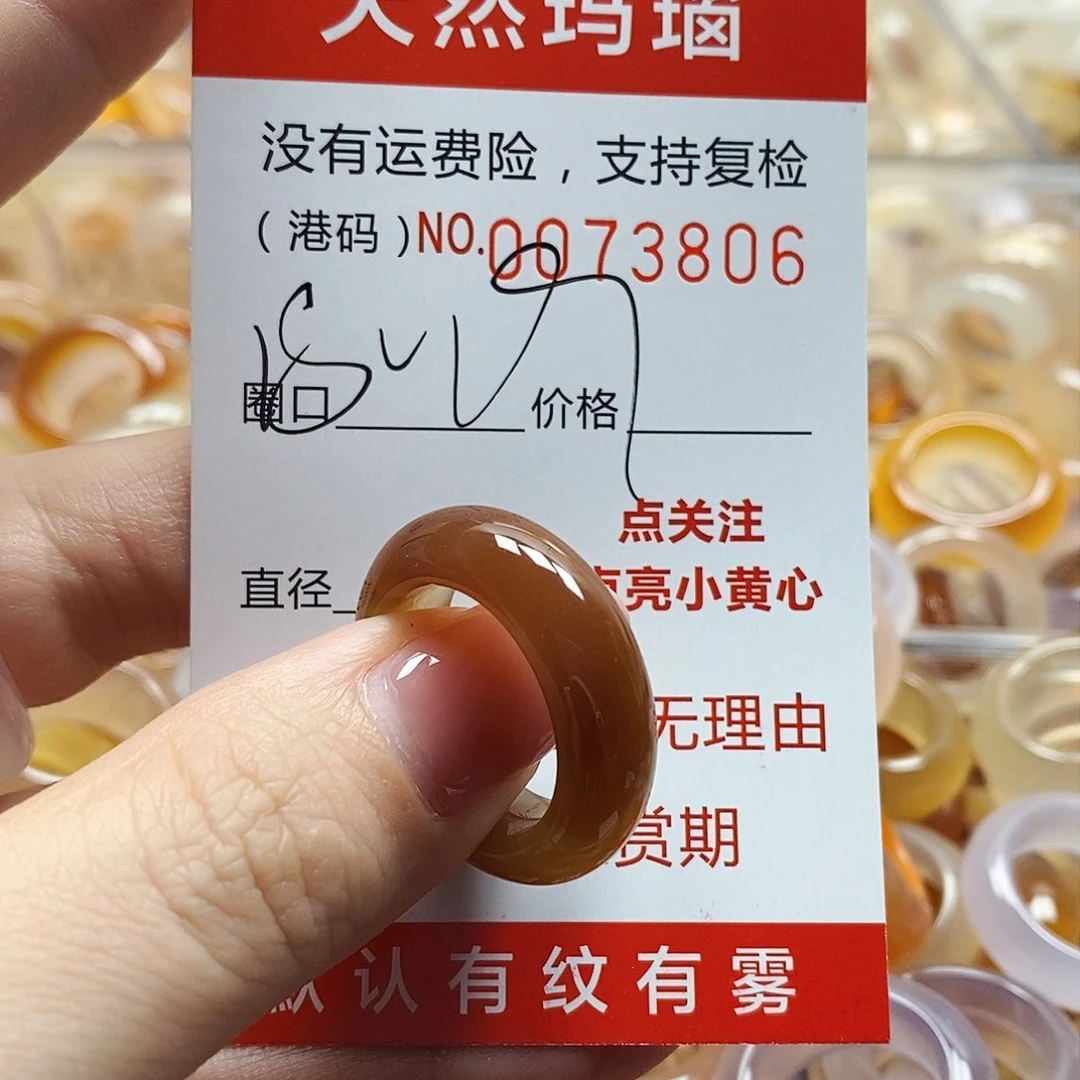 天然玛瑙
没有运费险，支持复检
（港码）NO.0073806
圈口 价格
点关注
直径 亮小黄心
无理由
赏期
默认有纹有雾